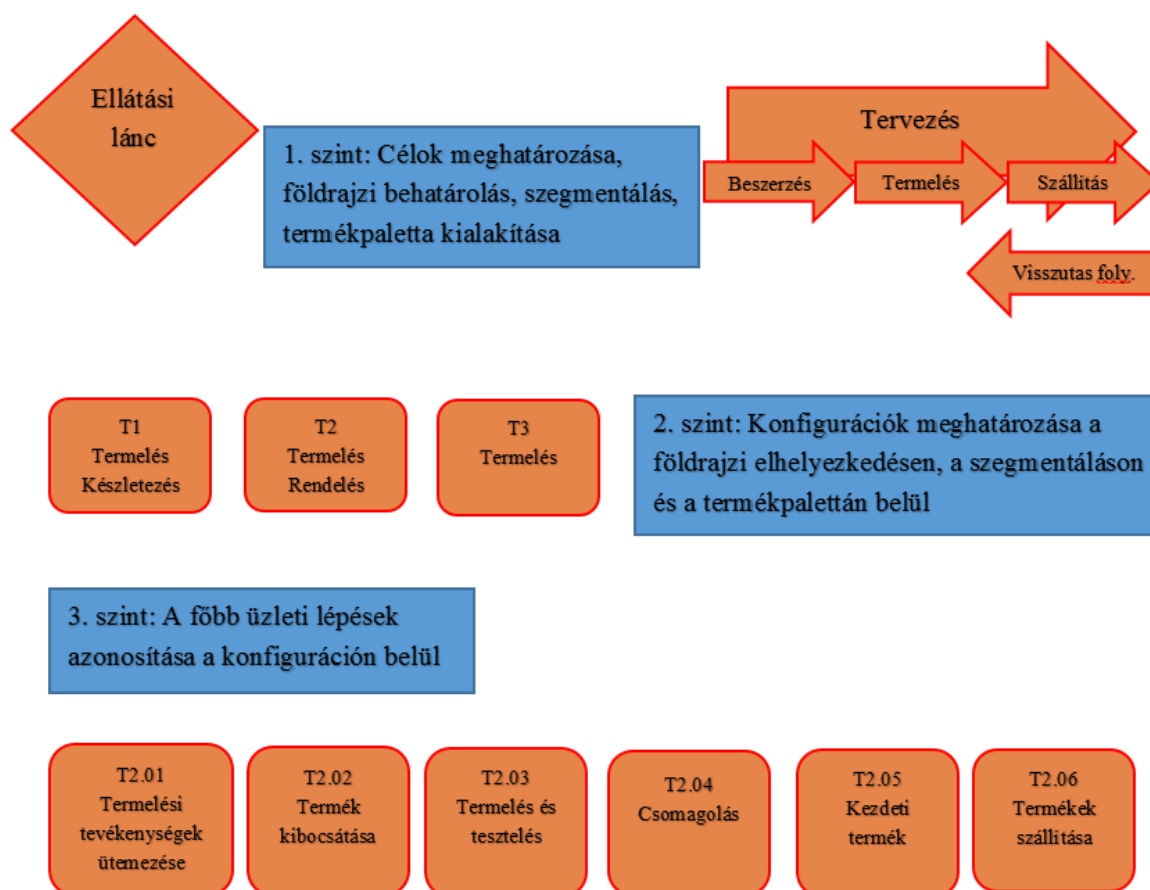 Ellátási
lánc
1. szint: Célok meghatározása,
földrajzi behatárolás, szegmentálás,
termékpaletta kialakítása
Tervezés
Beszerzés
Termelés
Szállítás
Visszutas foly.
T1
Termelés
Készletezés
T2
Termelés
Rendelés
T3
Termelés
2. szint: Konfigurációk meghatározása a
földrajzi elhelyezkedésen, a szegmentáláson
és a termékpalettán belül
3. szint: A főbb üzleti lépések
azonosítása a konfiguráción belül
T2.01
Termelési
tevékenységek
ütemezése
T2.02
Termék
kibocsátása
T2.03
Termelés és
tesztelés
T2.04
Csomagolás
T2.05
Kezdeti
termék
T2.06
Termékek
szállítása